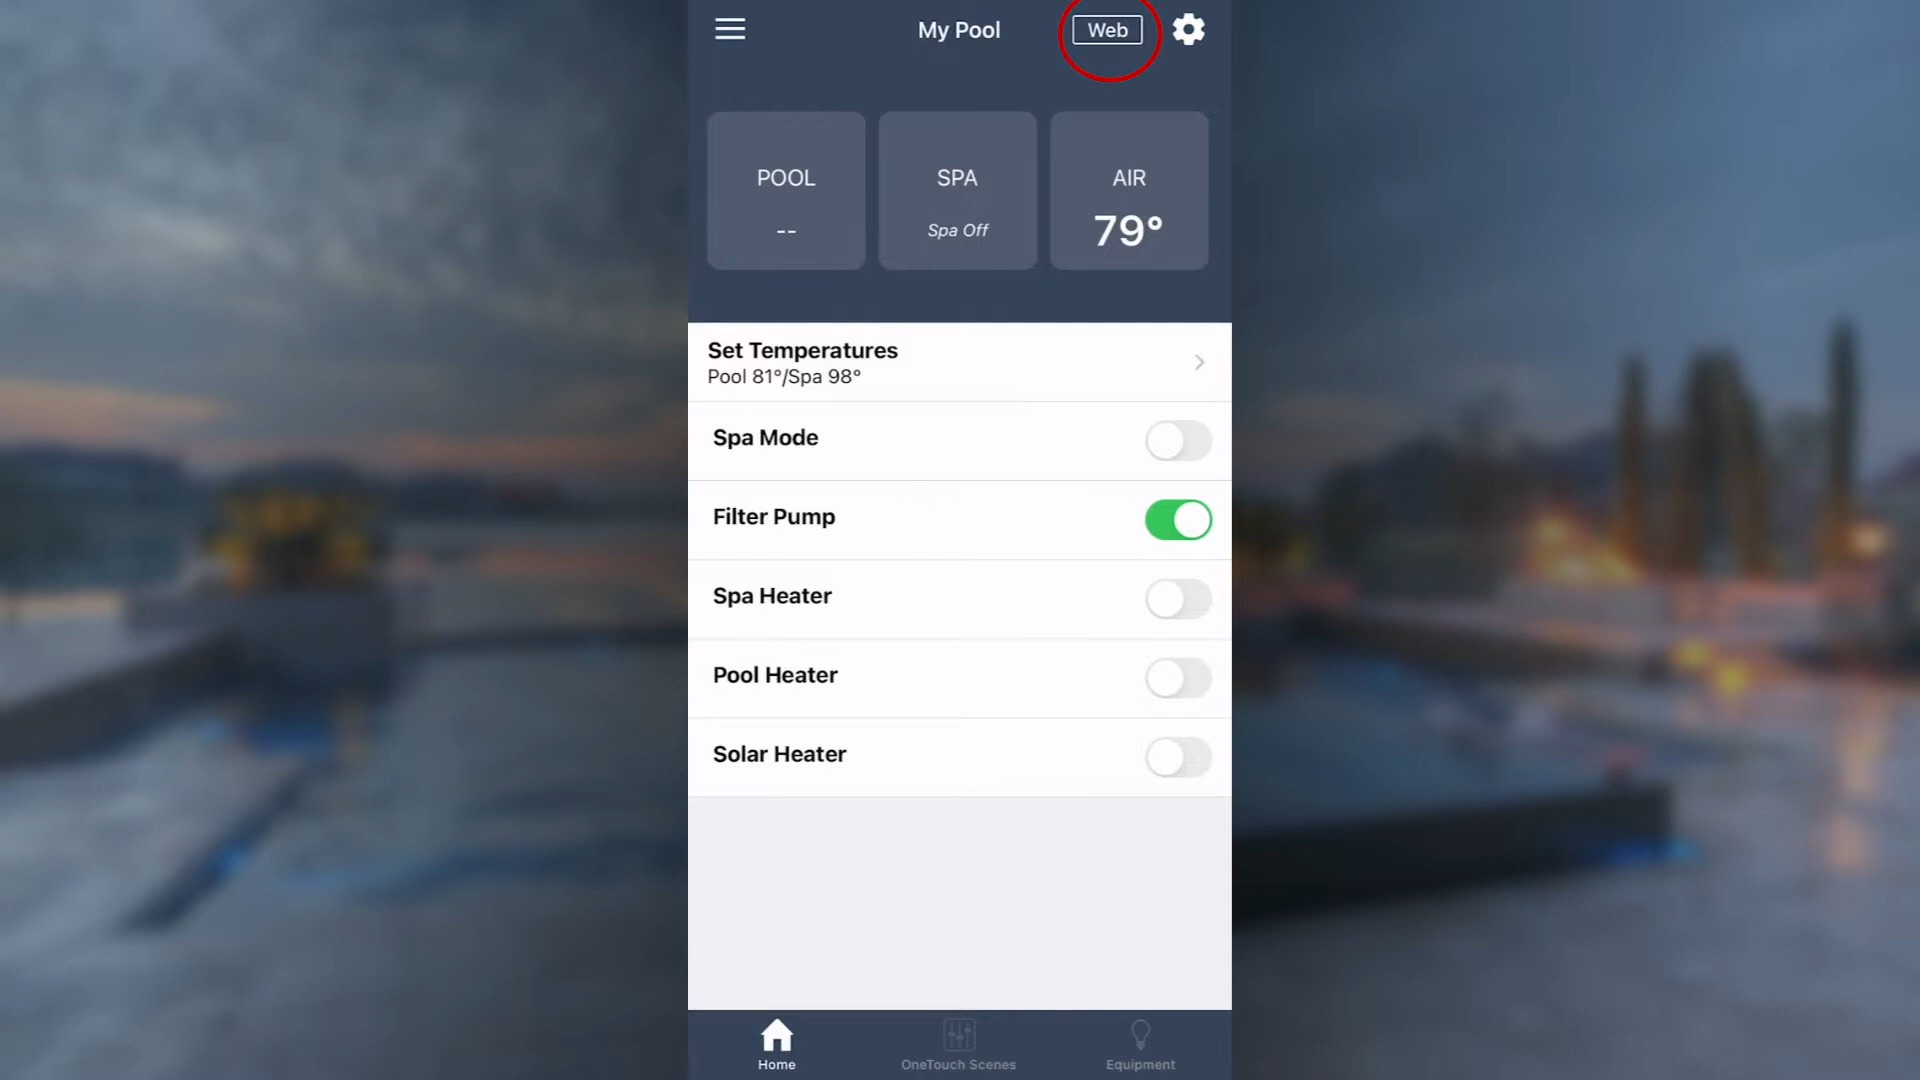 My Pool
Web
POOL
--
SPA
Spa Off
AIR
79°
Set Temperatures
Pool 81°/Spa 98°
Spa Mode
Filter Pump
Spa Heater
Pool Heater
Solar Heater
Home
OneTouch Scenes
Equipment